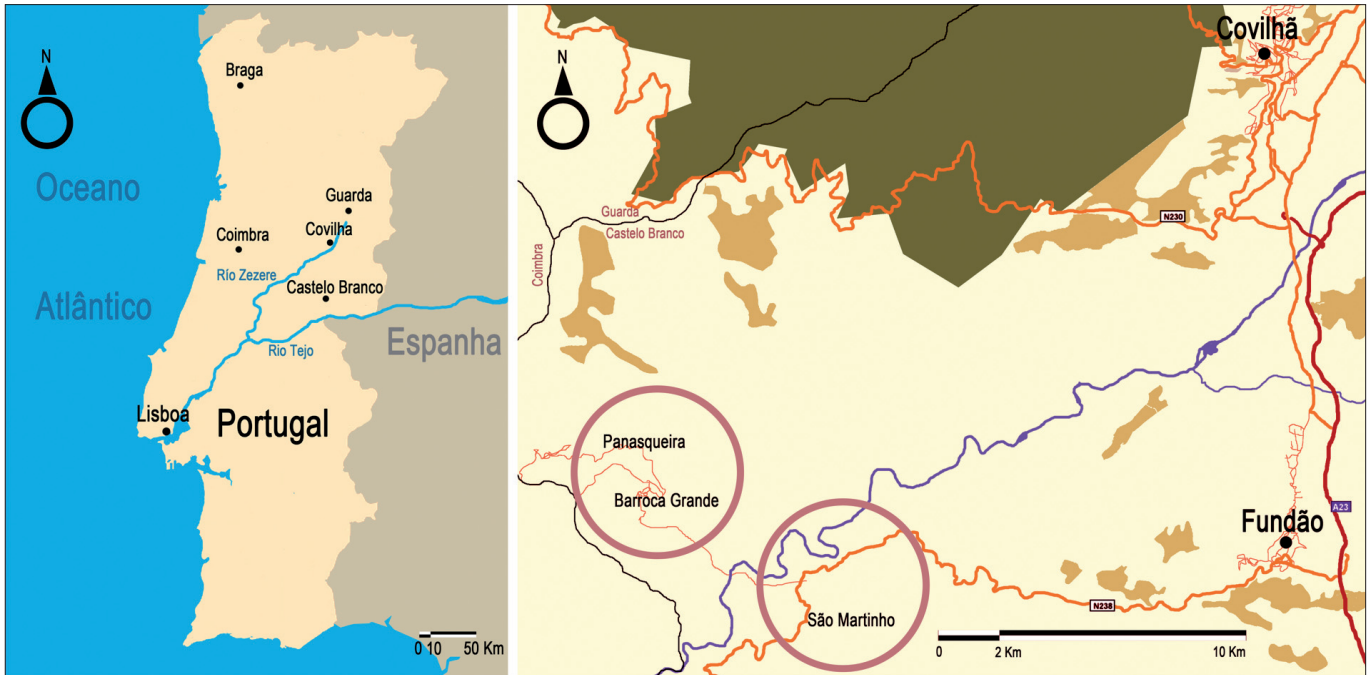 N
Braga
Oceano
Guarda
Covilha
Coimbra
Río Zezere
Castelo Branco
Atlântico
Espanha
Rio Tejo
Lisboa
Portugal
0 10 50 Km
N
Covilhã
Guarda
Castelo Branco
Coimbra
N230
Panasqueira
Barroca Grande
A23
Fundão
N238
São Martinho
0 2 Km 10 Km